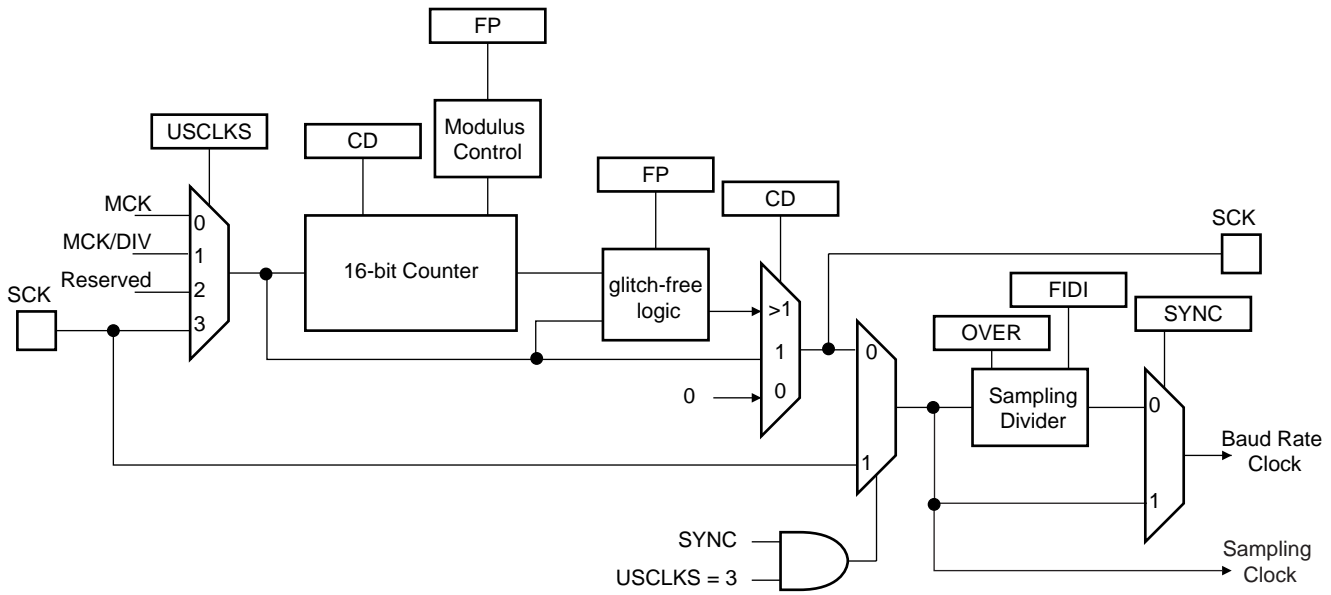 FP
USCLKS
CD
Modulus
Control
FP
CD
MCK
0
MCK/DIV
1
Reserved
2
SCK
3
16-bit Counter
glitch-free
logic
>1
1
0
0
SCK
FIDI
OVER
SYNC
0
Sampling
Divider
0
1
1
Baud Rate
Clock
SYNC
USCLKS = 3
Sampling
Clock